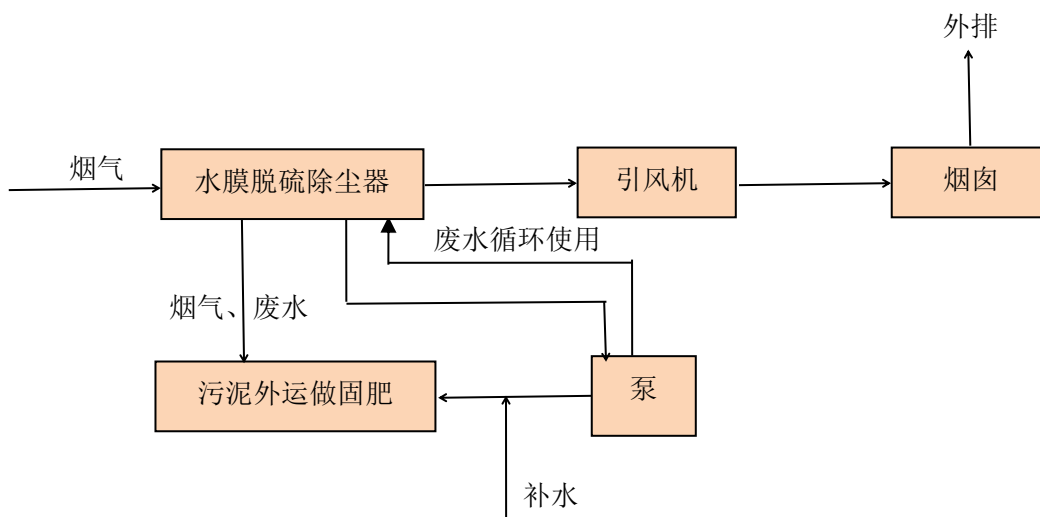 外排
烟气
水膜脱硫除尘器
引风机
烟囱
废水循环使用
烟气、废水
污泥外运做固肥
泵
补水